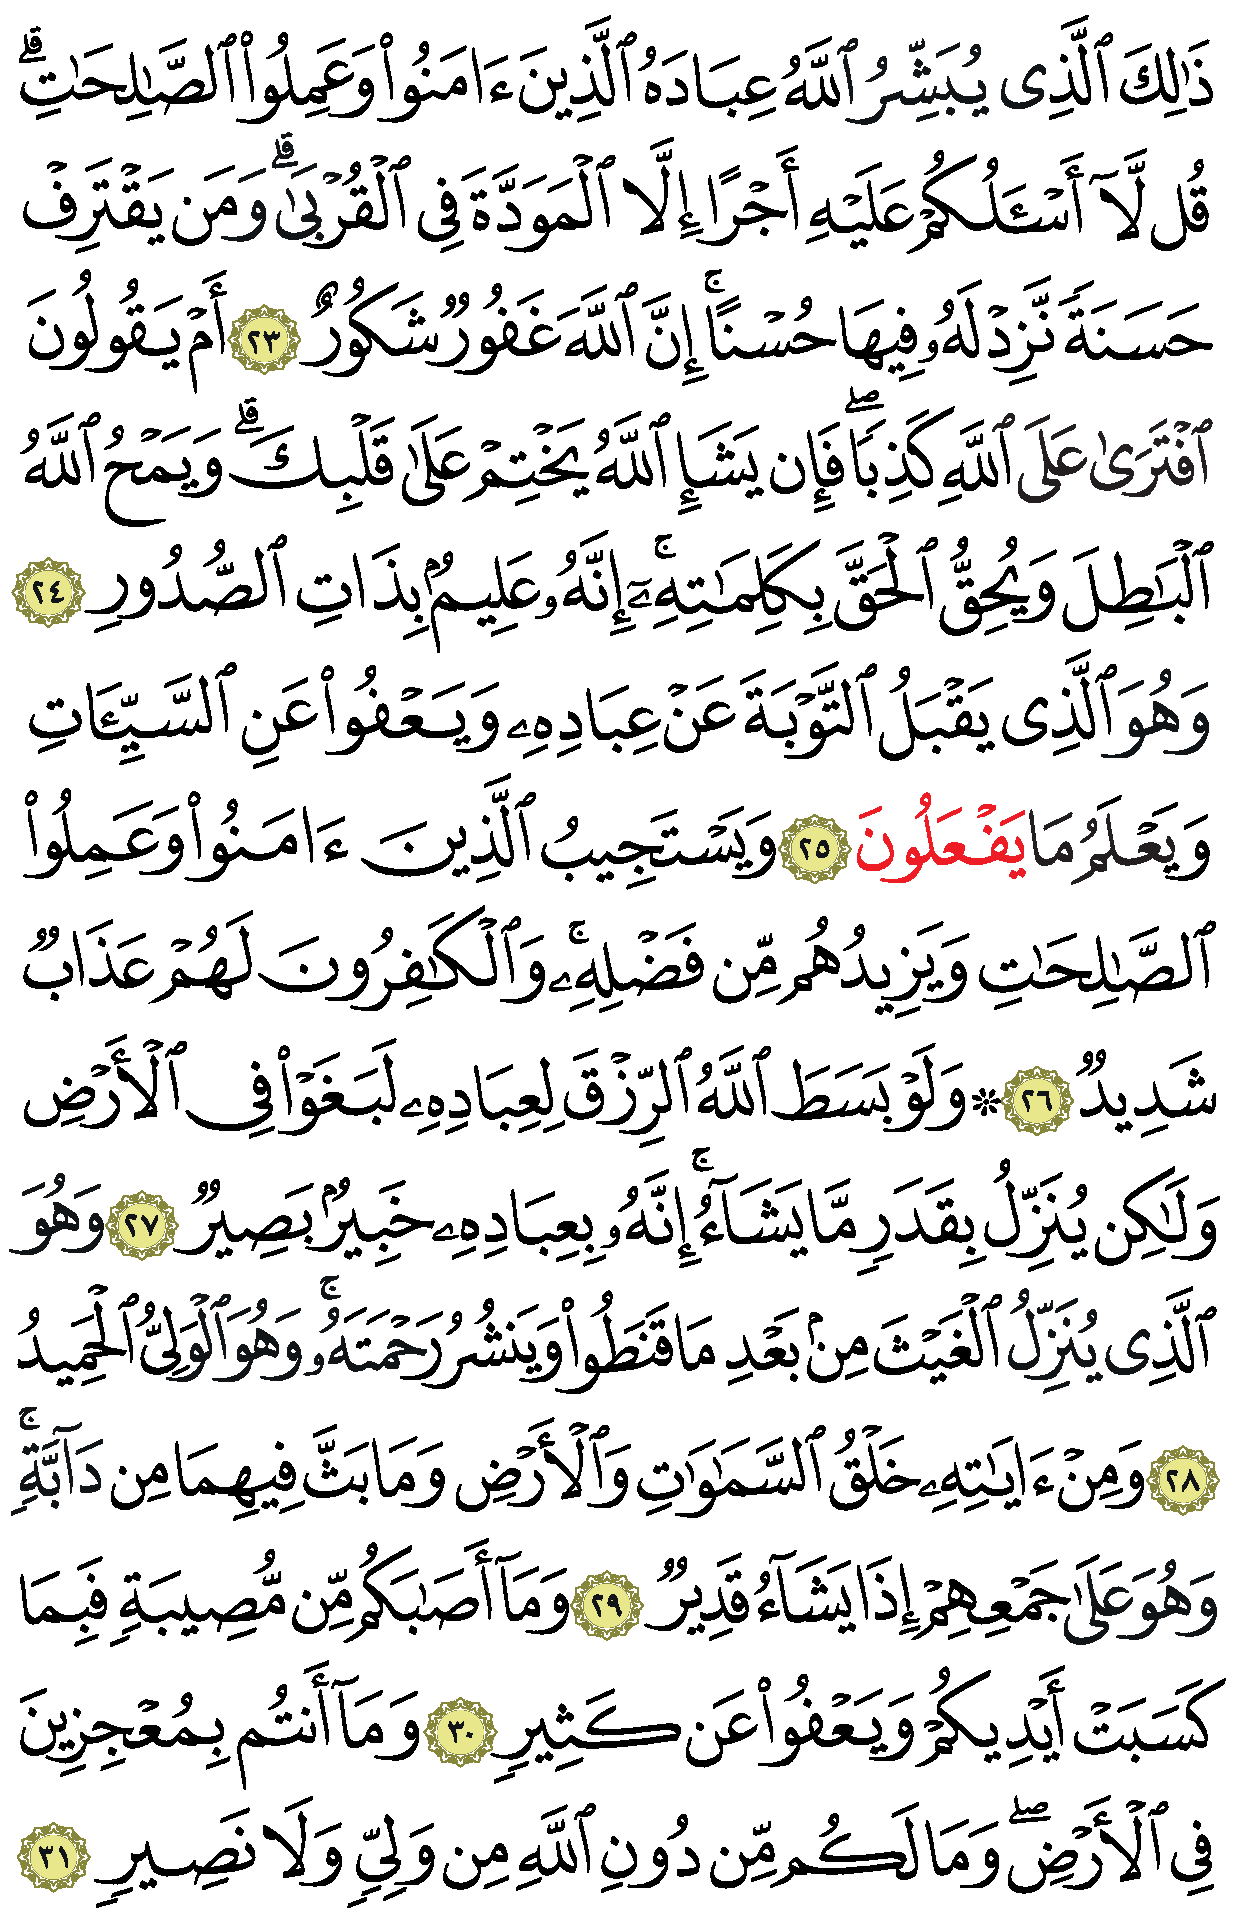 ذَٰلِكَ ٱلَّذِى يُبَشِّرُ ٱللَّهُ عِبَادَهُ ٱلَّذِينَ ءَامَنُوا۟ وَعَمِلُوا۟ ٱلصَّـٰلِحَـٰتِۗ
قُل لَّآ أَسْـَٔلُكُمْ عَلَيْهِ أَجْرًا إِلَّا ٱلْمَوَدَّةَ فِى ٱلْقُرْبَىٰۗ وَمَن يَقْتَرِفْ
حَسَنَةً نَّزِدْ لَهُۥ فِيهَا حُسْنًاۚ إِنَّ ٱللَّهَ غَفُورٌ شَكُورٌ ٢٣ أَمْ يَقُولُونَ
ٱفْتَرَىٰ عَلَى ٱللَّهِ كَذِبًاۖ فَإِن يَشَإِ ٱللَّهُ يَخْتِمْ عَلَىٰ قَلْبِكَۗ وَيَمْحُ ٱللَّهُ
ٱلْبَـٰطِلَ وَيُحِقُّ ٱلْحَقَّ بِكَلِمَـٰتِهِۦٓۚ إِنَّهُۥ عَلِيمٌۢ بِذَاتِ ٱلصُّدُورِ ٢٤
وَهُوَ ٱلَّذِى يَقْبَلُ ٱلتَّوْبَةَ عَنْ عِبَادِهِۦ وَيَعْفُوا۟ عَنِ ٱلسَّيِّـَٔاتِ
وَيَعْلَمُ مَا يَفْعَلُونَ ٢٥ وَيَسْتَجِيبُ ٱلَّذِينَ ءَامَنُوا۟ وَعَمِلُوا۟
ٱلصَّـٰلِحَـٰتِ وَيَزِيدُهُم مِّن فَضْلِهِۦۚ وَٱلْكَـٰفِرُونَ لَهُمْ عَذَابٌ
شَدِيدٌ ٢٦ ۞ وَلَوْ بَسَطَ ٱللَّهُ ٱلرِّزْقَ لِعِبَادِهِۦ لَبَغَوْا۟ فِى ٱلْأَرْضِ
وَلَـٰكِن يُنَزِّلُ بِقَدَرٍ مَّا يَشَآءُۚ إِنَّهُۥ بِعِبَادِهِۦ خَبِيرٌۢ بَصِيرٌ ٢٧ وَهُوَ
ٱلَّذِى يُنَزِّلُ ٱلْغَيْثَ مِنۢ بَعْدِ مَا قَنَطُوا۟ وَيَنشُرُ رَحْمَتَهُۥۚ وَهُوَ ٱلْوَلِىُّ ٱلْحَمِيدُ
٢٨ وَمِنْ ءَايَـٰتِهِۦ خَلْقُ ٱلسَّمَـٰوَٰتِ وَٱلْأَرْضِ وَمَا بَثَّ فِيهِمَا مِن دَآبَّةٍۚ
وَهُوَ عَلَىٰ جَمْعِهِمْ إِذَا يَشَآءُ قَدِيرٌ ٢٩ وَمَآ أَصَـٰبَكُم مِّن مُّصِيبَةٍ فَبِمَا
كَسَبَتْ أَيْدِيكُمْ وَيَعْفُوا۟ عَن كَثِيرٍ ٣٠ وَمَآ أَنتُم بِمُعْجِزِينَ
فِى ٱلْأَرْضِۖ وَمَا لَكُم مِّن دُونِ ٱللَّهِ مِن وَلِىٍّ وَلَا نَصِيرٍ ٣١